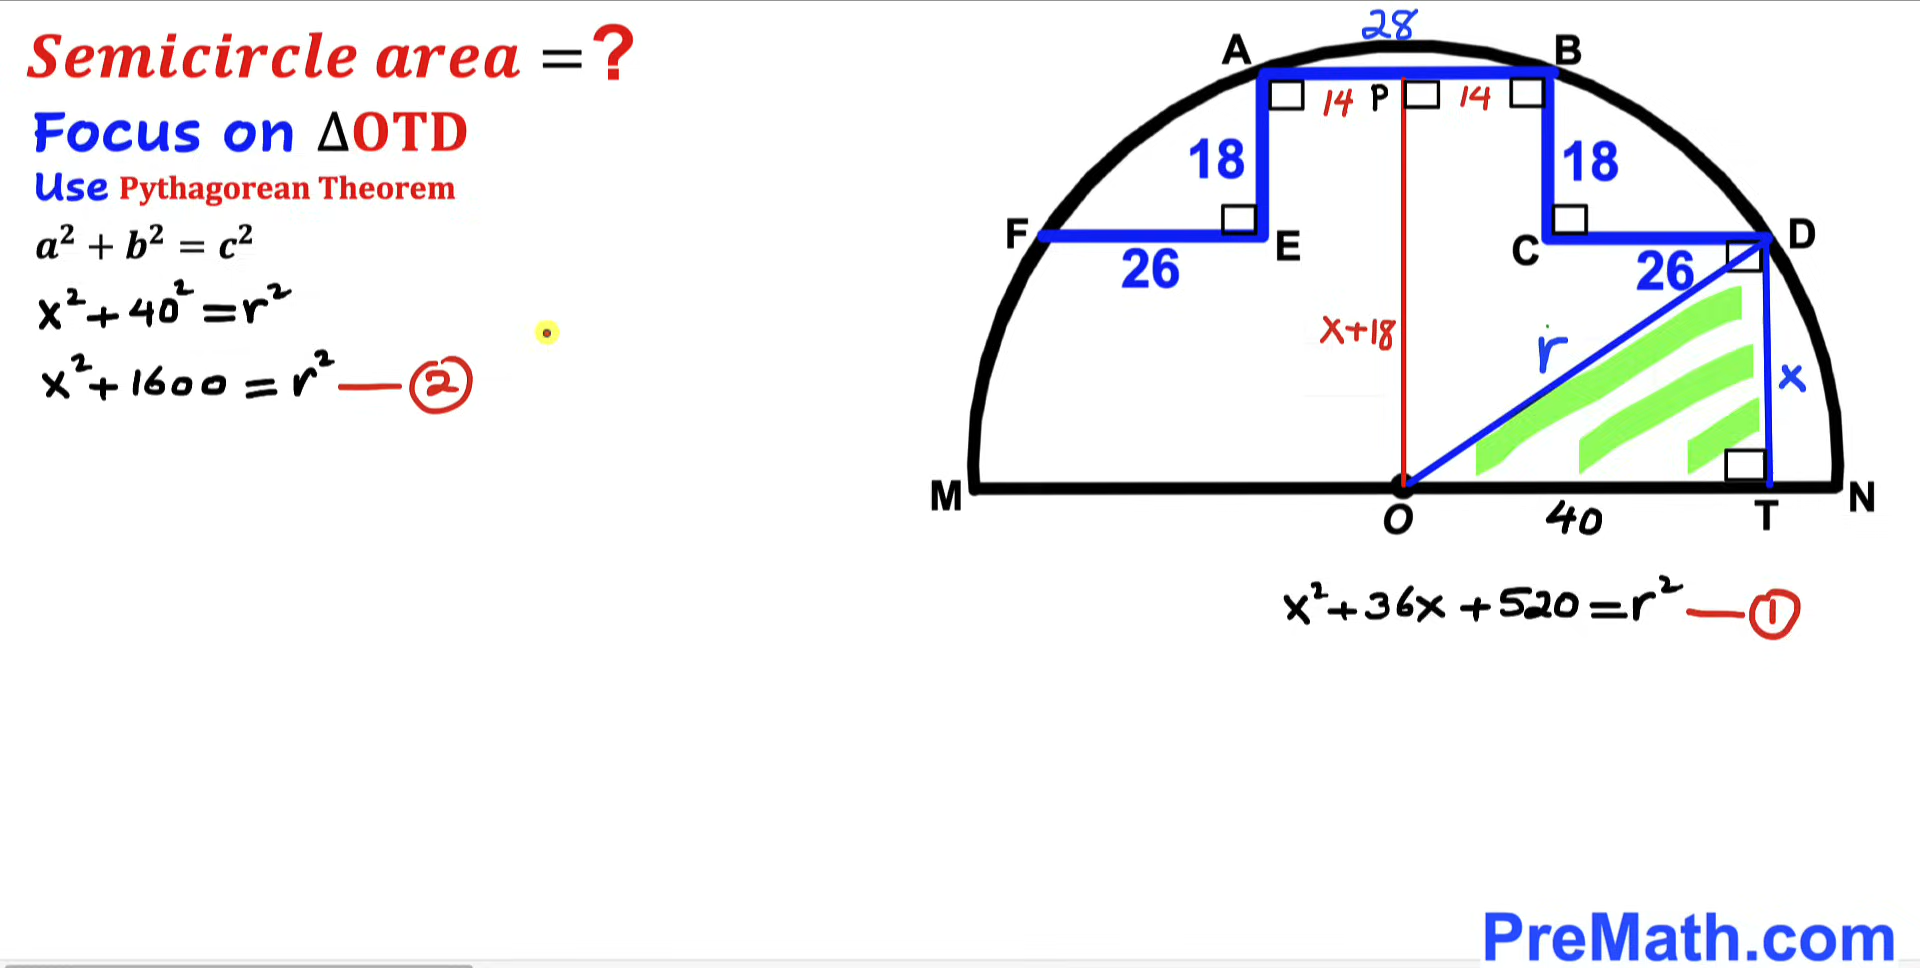 Semicircle area = ?
Focus on ΔOTD
Use Pythagorean Theorem
a² + b² = c²
x² + 40² = r²
x² + 1600 = r² — ②
28
A B
14 P 14
18 18
F E C D
26 26
x+18 r x
M O 40 T N
x² + 36x + 520 = r² — ①
PreMath.com